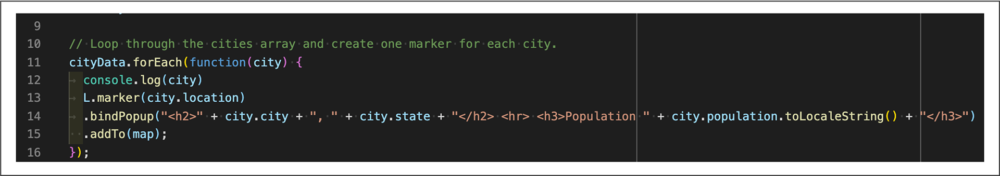 9
10 // Loop through the cities array and create one marker for each city.
11 cityData.forEach(function(city) {
12 console.log(city)
13 L.marker(city.location)
14 .bindPopup("<h2>" + city.city + ", " + city.state + "</h2> <hr> <h3>Population " + city.population.toLocaleString() + "</h3>")
15 .addTo(map);
16 });